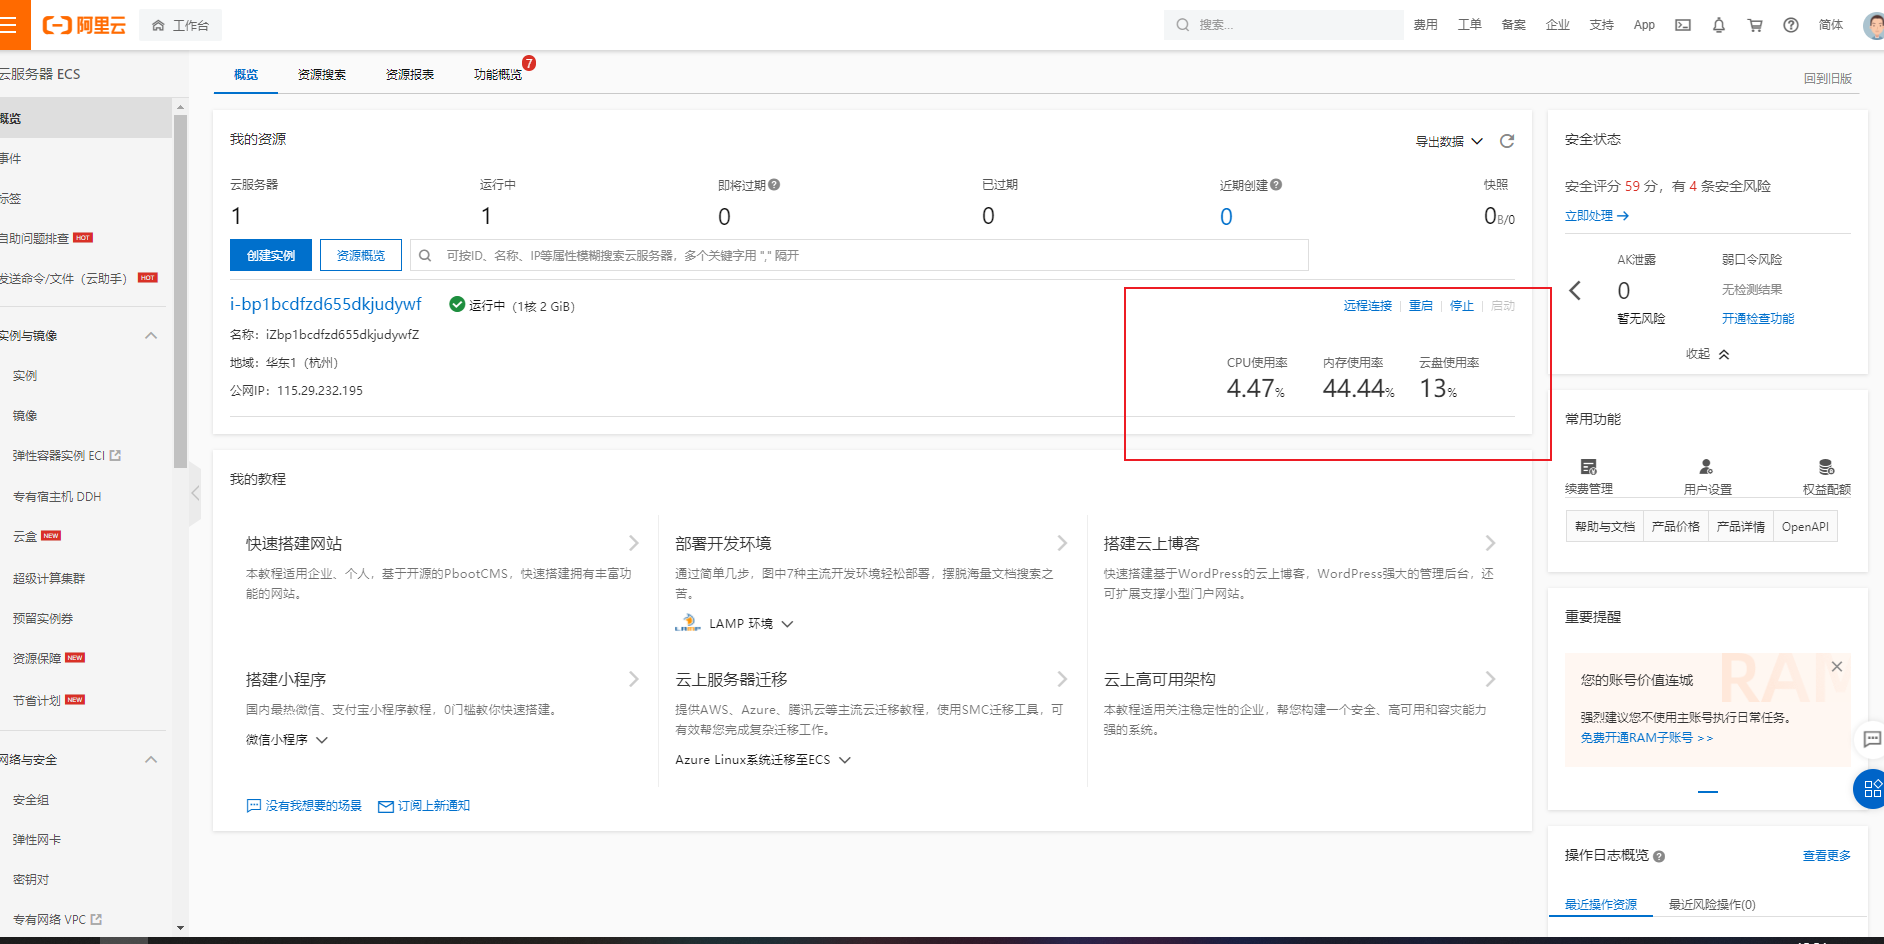 阿里云
工作台
搜索...
费用
工单
备案
企业
支持
App
简体
云服务器 ECS
概览
资源搜索
资源报表
功能概览
7
回到旧版
概览
事件
标签
自助问题排查 HOT
发送命令/文件（云助手） HOT
实例与镜像
实例
镜像
弹性容器实例 ECI
专有宿主机 DDH
云盒 NEW
超级计算集群
预留实例券
资源保障 NEW
节省计划 NEW
网络与安全
安全组
弹性网卡
密钥对
专有网络 VPC
我的资源
导出数据
云服务器
运行中
即将过期
已过期
近期创建
快照
1
1
0
0
0
0B/0
创建实例
资源概览
可按ID、名称、IP等属性模糊搜索云服务器，多个关键字用 "," 隔开
i-bp1bcdfzd655dkjudywf
运行中 (1核 2 GiB)
远程连接
重启
停止
启动
名称：iZbp1bcdfzd655dkjudywfZ
地域：华东1（杭州）
公网IP：115.29.232.195
CPU使用率
内存使用率
云盘使用率
4.47%
44.44%
13%
我的教程
快速搭建网站
本教程适用企业、个人，基于开源的PbootCMS，快速搭建拥有丰富功
能的网站。
部署开发环境
通过简单几步，图中7种主流开发环境轻松部署，摆脱海量文档搜索之
苦。
LAMP 环境
搭建云上博客
快速搭建基于WordPress的云上博客，WordPress强大的管理后台，还
可扩展支撑小型门户网站。
搭建小程序
国内最热微信、支付宝小程序教程，0门槛教你快速搭建。
微信小程序
云上服务器迁移
提供AWS、Azure、腾讯云等主流云迁移教程，使用SMC迁移工具，可
有效帮您完成复杂迁移工作。
Azure Linux系统迁移至ECS
云上高可用架构
本教程适用关注稳定性的企业，帮您构建一个安全、高可用和容灾能力
强的系统。
没有我想要的场景
订阅上新通知
安全状态
安全评分 59 分，有 4 条安全风险
立即处理
AK泄露
弱口令风险
0
无检测结果
暂无风险
开通检查功能
收起
常用功能
续费管理
用户设置
权益配额
帮助与文档
产品价格
产品详情
OpenAPI
重要提醒
RAM
您的账号价值连城
强烈建议您不使用主账号执行日常任务。
免费开通RAM子账号 >>
操作日志概览
查看更多
最近操作资源
最近风险操作(0)